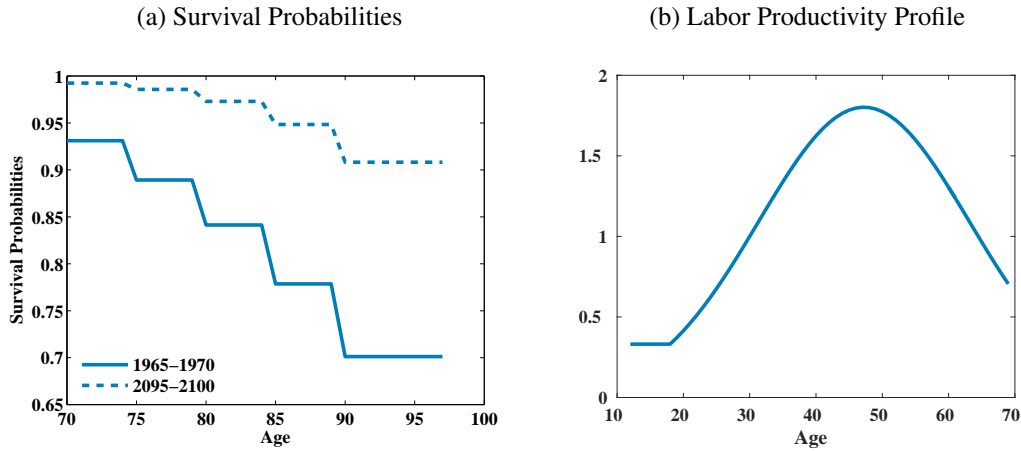 (a) Survival Probabilities
1
0.95
0.9
0.85
0.8
0.75
0.7
0.65
Survival Probabilities
1965−1970
2095−2100
70 75 80 85 90 95 100
Age
(b) Labor Productivity Profile
2
1.5
1
0.5
0
10 20 30 40 50 60 70
Age